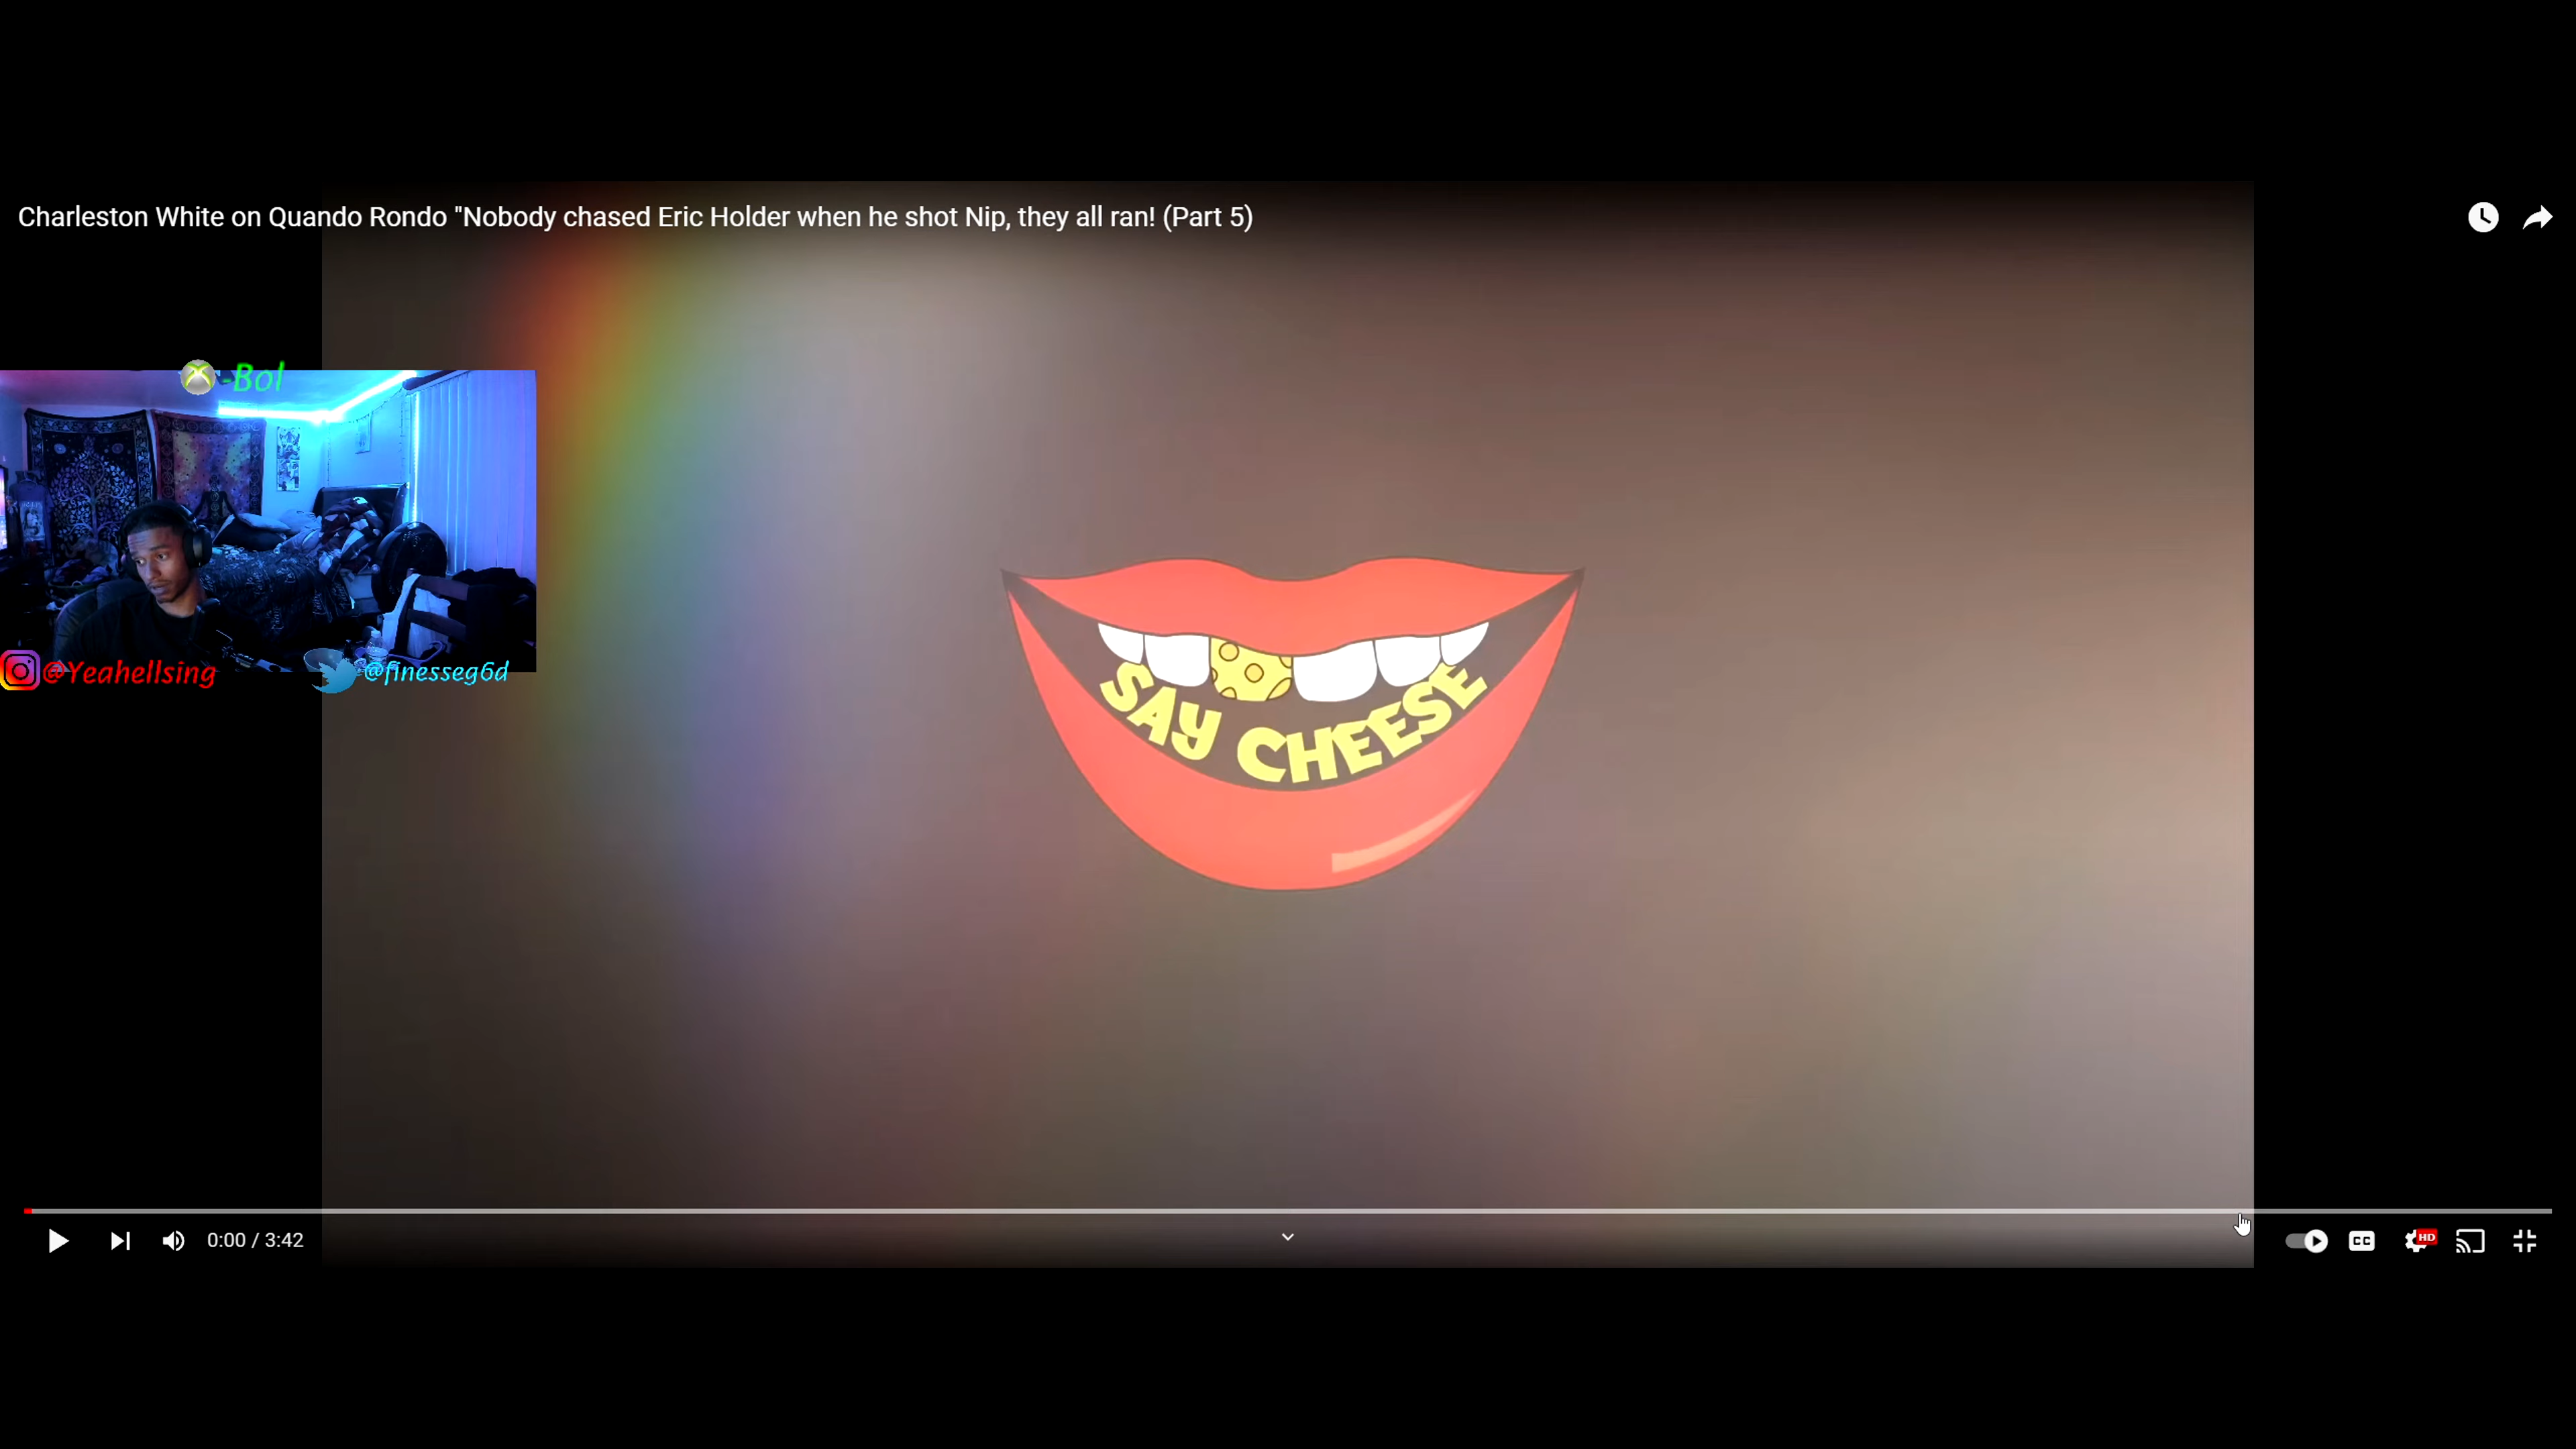 Charleston White on Quando Rondo "Nobody chased Eric Holder when he shot Nip, they all ran! (Part 5)
-Bol
@Yeahellsing
@finesseg6d
SAY CHEESE
0:00 / 3:42
CC
HD